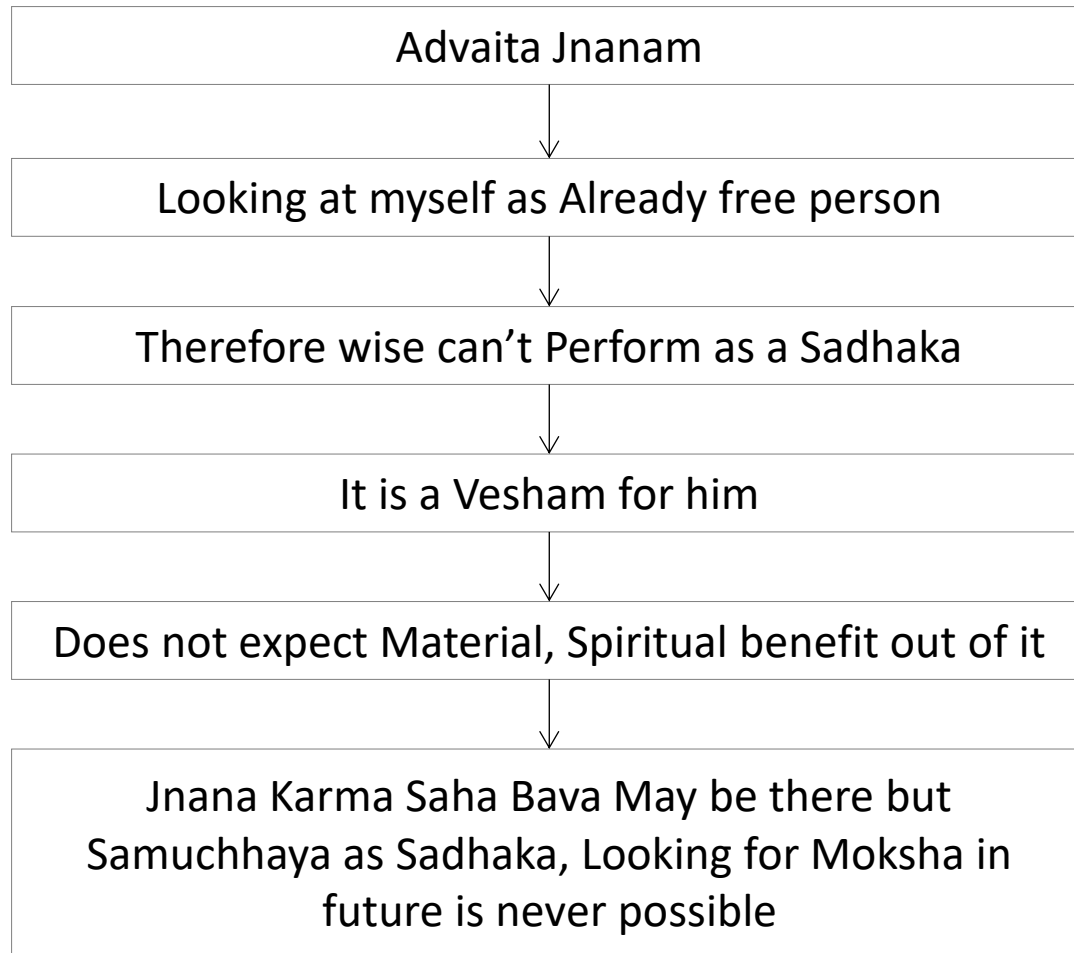 Advaita Jnanam
Looking at myself as Already free person
Therefore wise can’t Perform as a Sadhaka
It is a Vesham for him
Does not expect Material, Spiritual benefit out of it
Jnana Karma Saha Bava May be there but
Samuchhaya as Sadhaka, Looking for Moksha in
future is never possible